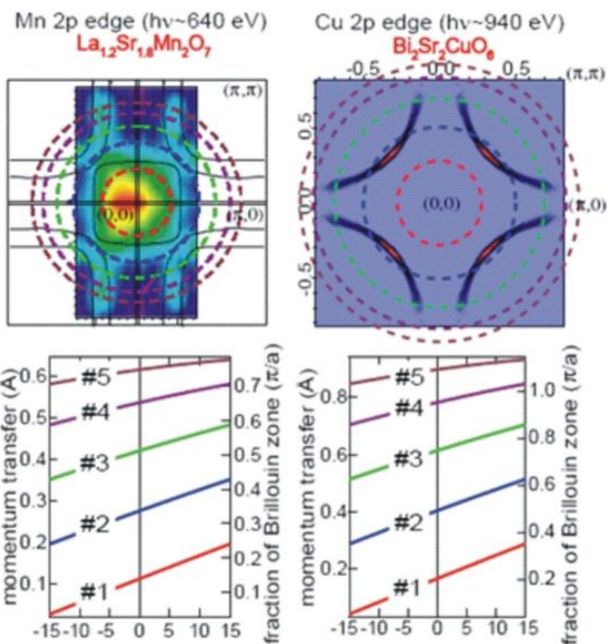 Mn 2p edge (hν~640 eV)
La1.2Sr1.8Mn2O7
(π,π)
(0,0)
(π,0)
Cu 2p edge (hν~940 eV)
Bi2Sr2CuO6
-0.5 0.0 0.5
(π,π)
0.5
0.0
-0.5
(0,0)
(π,0)
momentum transfer (Å)
0.6
0.5
0.4
0.3
0.2
0.1
#5
#4
#3
#2
#1
0.7
0.6
0.5
0.4
0.3
0.2
0.1
fraction of Brillouin zone (π/a)
-15 -10 -5 0 5 10 15
momentum transfer (Å)
0.8
0.6
0.4
0.2
#5
#4
#3
#2
#1
1.0
0.8
0.6
0.4
0.2
fraction of Brillouin zone (π/a)
-15 -10 -5 0 5 10 15